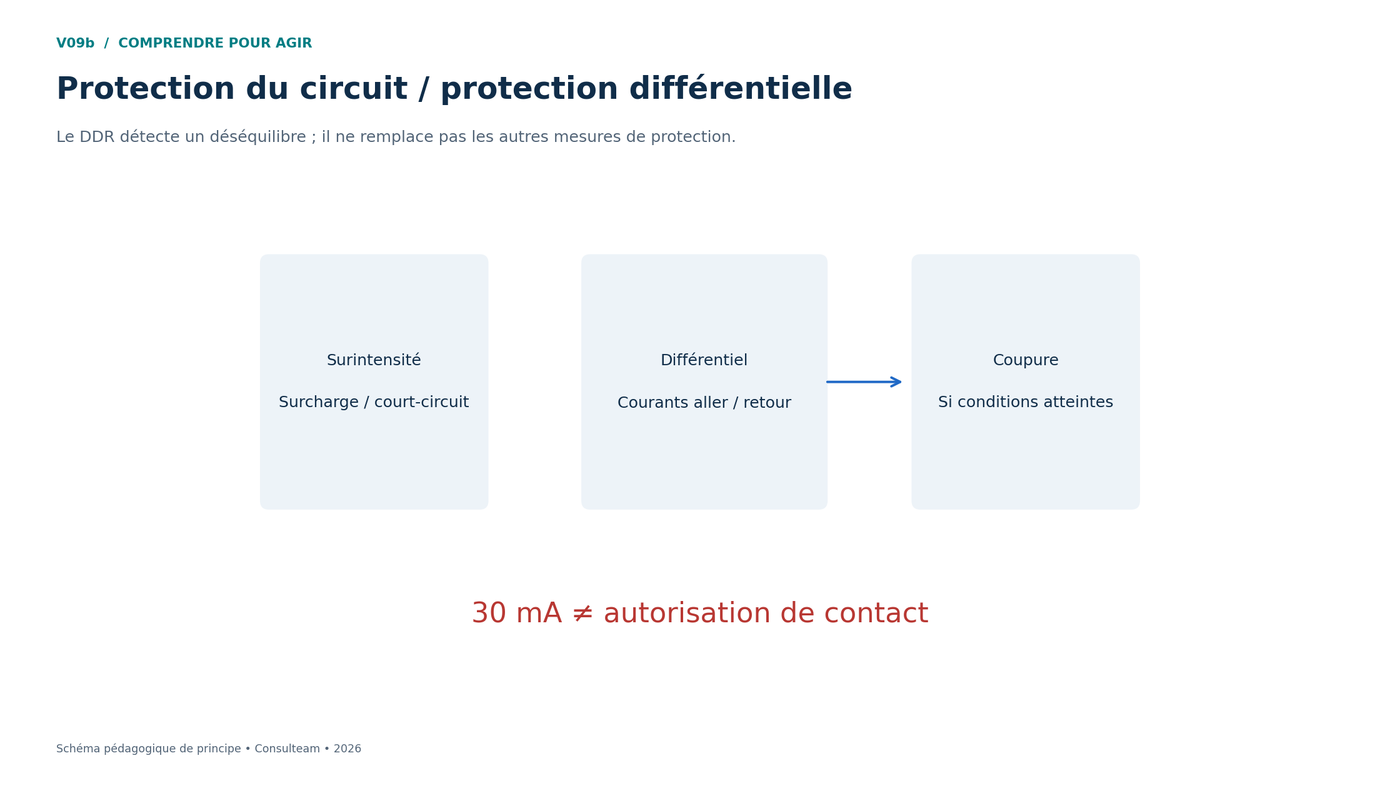 V09b / COMPRENDRE POUR AGIR
Protection du circuit / protection différentielle
Le DDR détecte un déséquilibre ; il ne remplace pas les autres mesures de protection.
Surintensité
Surcharge / court-circuit
Différentiel
Courants aller / retour
Coupure
Si conditions atteintes
30 mA ≠ autorisation de contact
Schéma pédagogique de principe • Consulteam • 2026